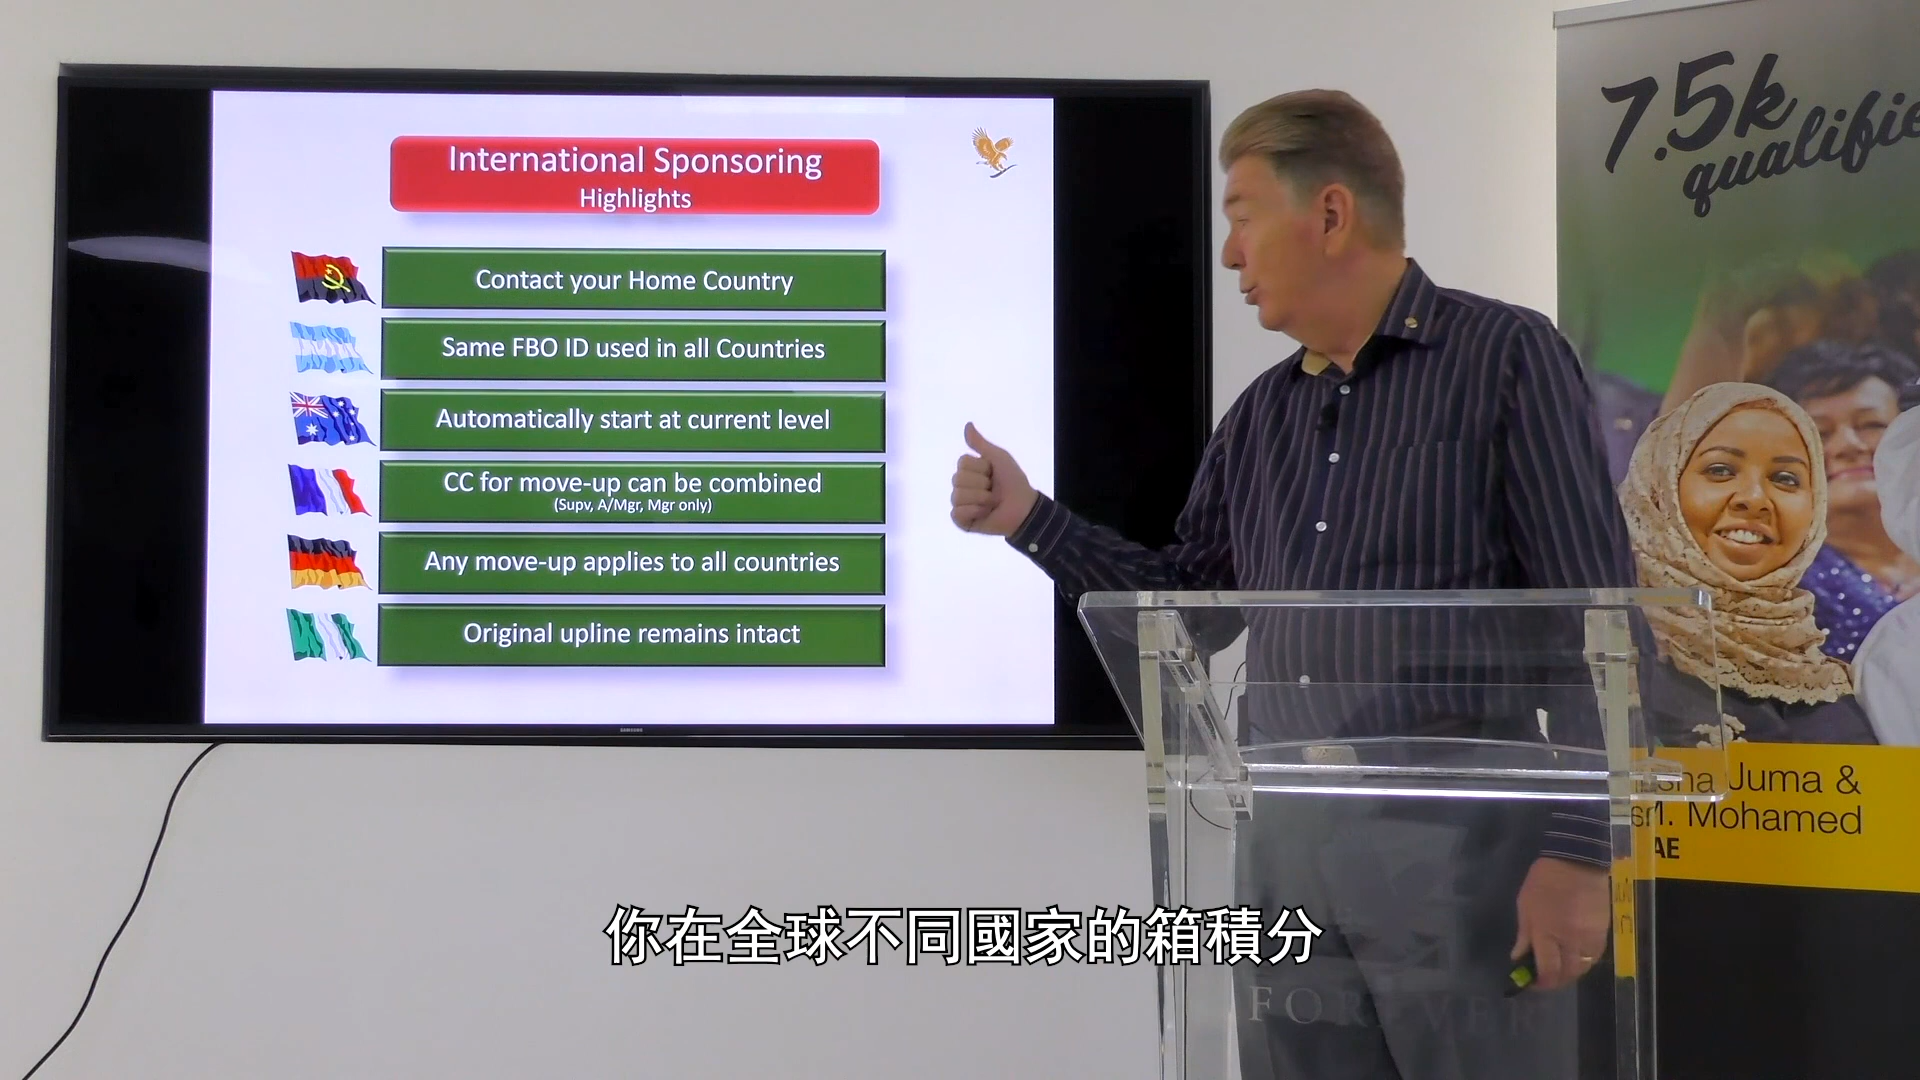 International Sponsoring
Highlights
Contact your Home Country
Same FBO ID used in all Countries
Automatically start at current level
CC for move-up can be combined
(Supv, A/Mgr, Mgr only)
Any move-up applies to all countries
Original upline remains intact
SAMSUNG
7.5k
qualifie
Juma &
Mohamed
AE
FOREVER
你在全球不同國家的箱積分